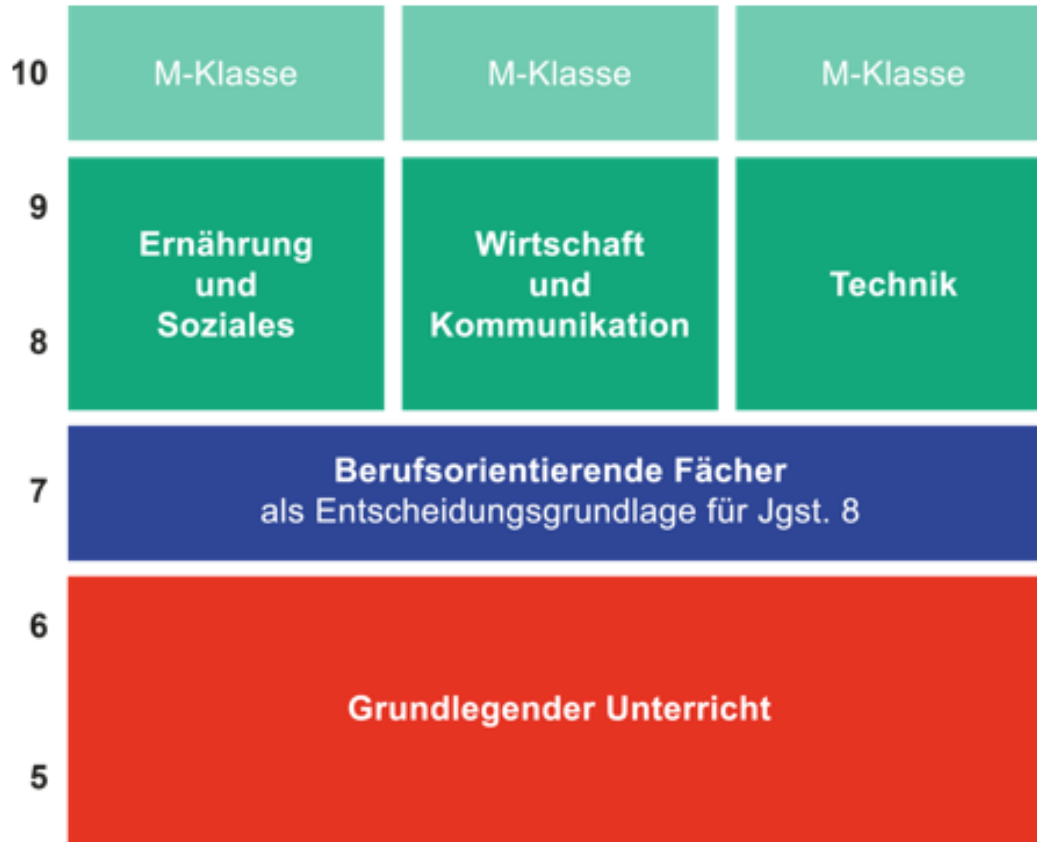 10
M-Klasse
M-Klasse
M-Klasse
9
8
Ernährung
und
Soziales
Wirtschaft
und
Kommunikation
Technik
7
Berufsorientierende Fächer
als Entscheidungsgrundlage für Jgst. 8
6
Grundlegender Unterricht
5